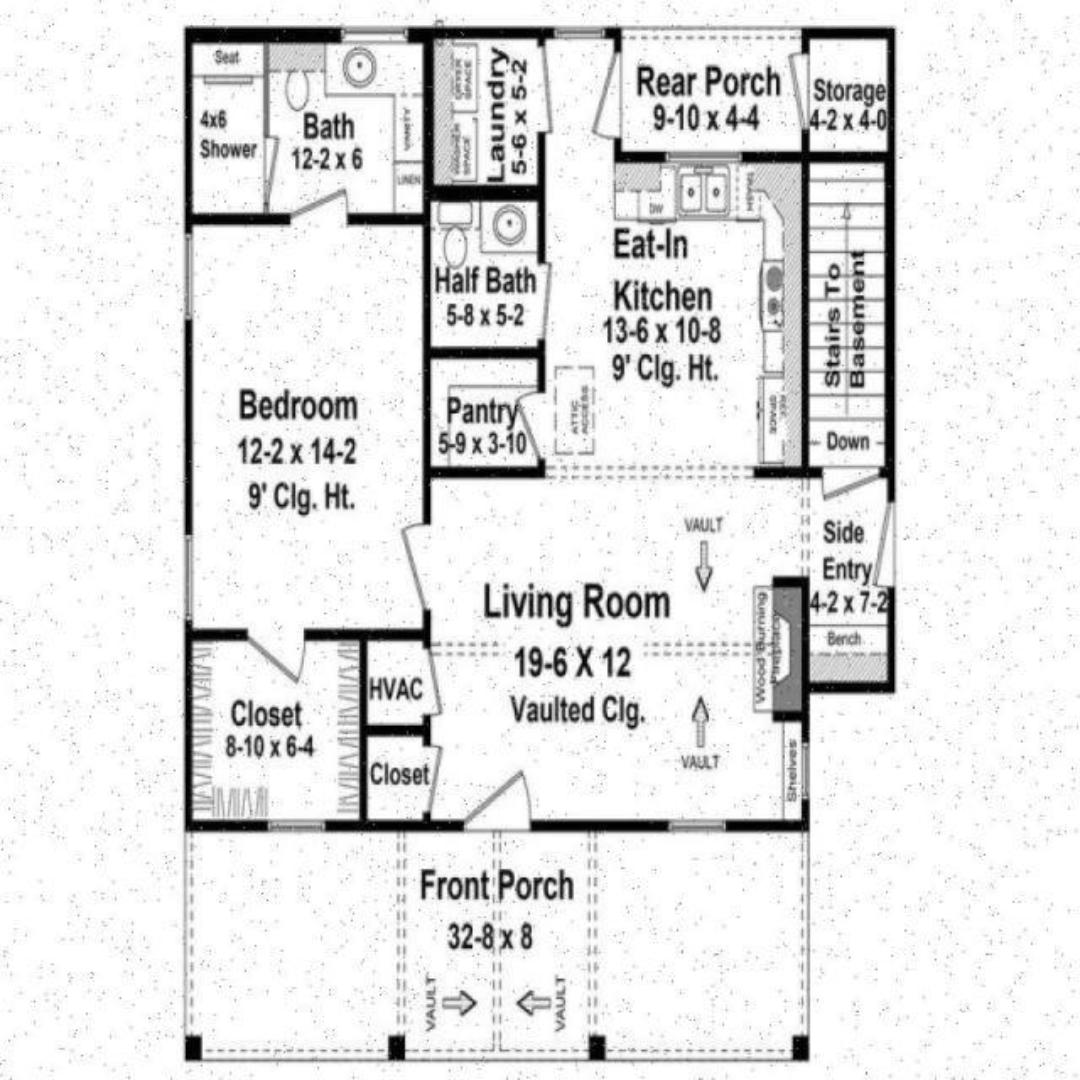 Seat
4x6
Shower
Bath
12-2 x 6
VANITY
LINEN
DRYER
SPACE
WASHER
SPACE
Laundry
5-6 x 5-2
Rear Porch
9-10 x 4-4
Storage
4-2 x 4-0
DW
Eat-In
Kitchen
13-6 x 10-8
9' Clg. Ht.
Half Bath
5-8 x 5-2
Stairs To
Basement
Down
Bedroom
12-2 x 14-2
9' Clg. Ht.
Pantry
5-9 x 3-10
ATTIC
ACCESS
REF.
SPACE
VAULT
Side
Entry
4-2 x 7-2
Bench
Living Room
19-6 X 12
Vaulted Clg.
Wood Burning
Fireplace
VAULT
Shelves
HVAC
Closet
8-10 x 6-4
Closet
Front Porch
32-8 x 8
VAULT
VAULT